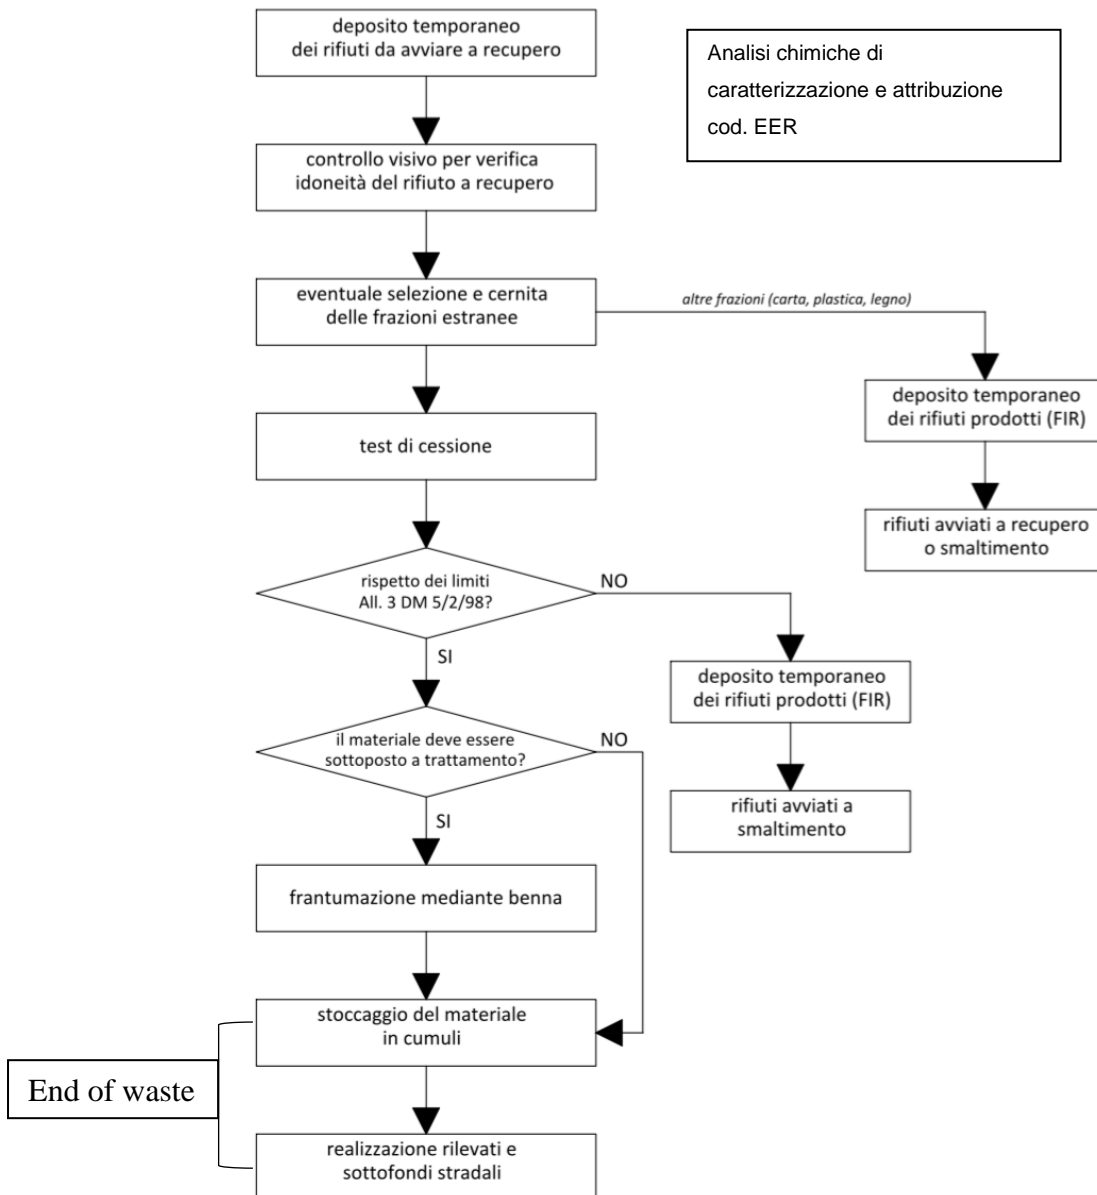 deposito temporaneo
dei rifiuti da avviare a recupero
Analisi chimiche di
caratterizzazione e attribuzione
cod. EER
controllo visivo per verifica
idoneità del rifiuto a recupero
eventuale selezione e cernita
delle frazioni estranee
altre frazioni (carta, plastica, legno)
deposito temporaneo
dei rifiuti prodotti (FIR)
test di cessione
rifiuti avviati a recupero
o smaltimento
rispetto dei limiti
All. 3 DM 5/2/98?
NO
SI
deposito temporaneo
dei rifiuti prodotti (FIR)
il materiale deve essere
sottoposto a trattamento?
NO
SI
rifiuti avviati a
smaltimento
frantumazione mediante benna
stoccaggio del materiale
in cumuli
End of waste
realizzazione rilevati e
sottofondi stradali